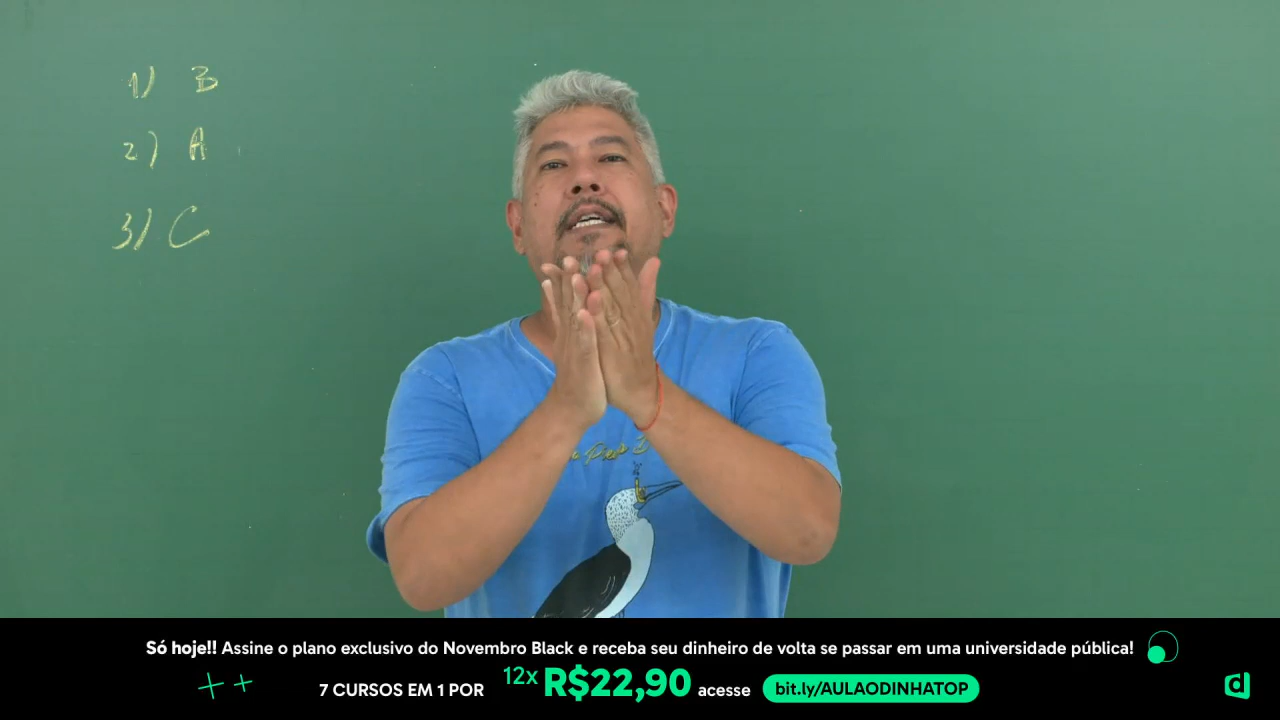 1) B
2) A
3) C
Só hoje!! Assine o plano exclusivo do Novembro Black e receba seu dinheiro de volta se passar em uma universidade pública!
7 CURSOS EM 1 POR 12x R$22,90 acesse bit.ly/AULAODINHATOP